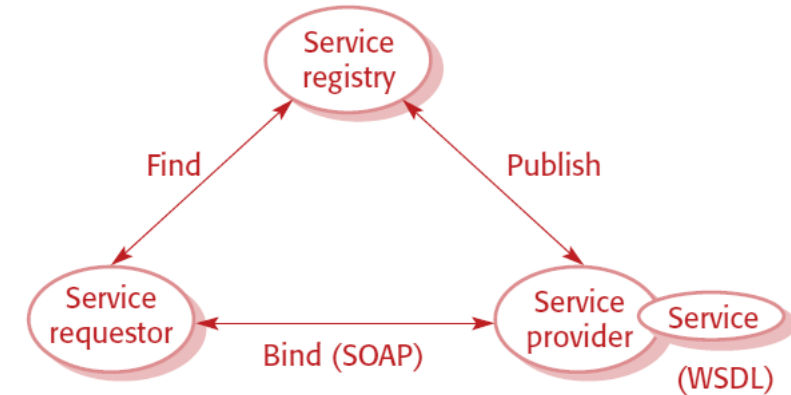 Service
registry
Find
Publish
Service
requestor
Bind (SOAP)
Service
provider
Service
(WSDL)